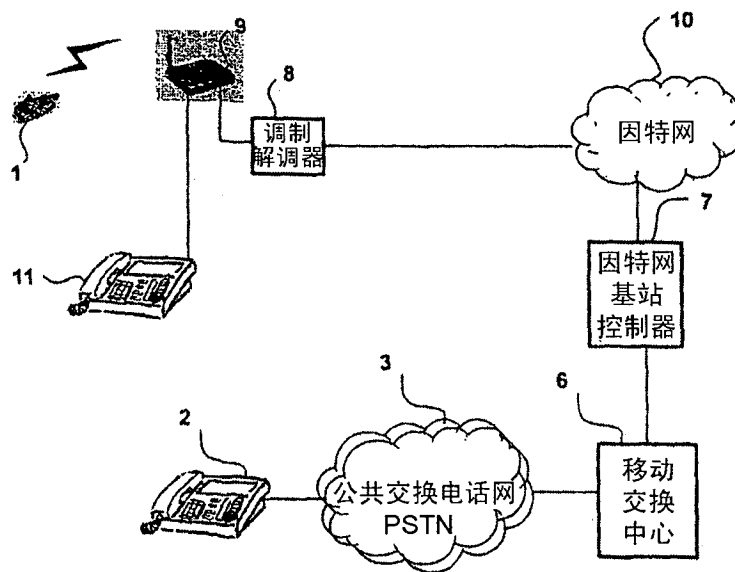 9
10
8
调制
解调器
因特网
1
7
11
因特网
基站
控制器
3
6
2
移动
交换
中心
公共交换电话网
PSTN